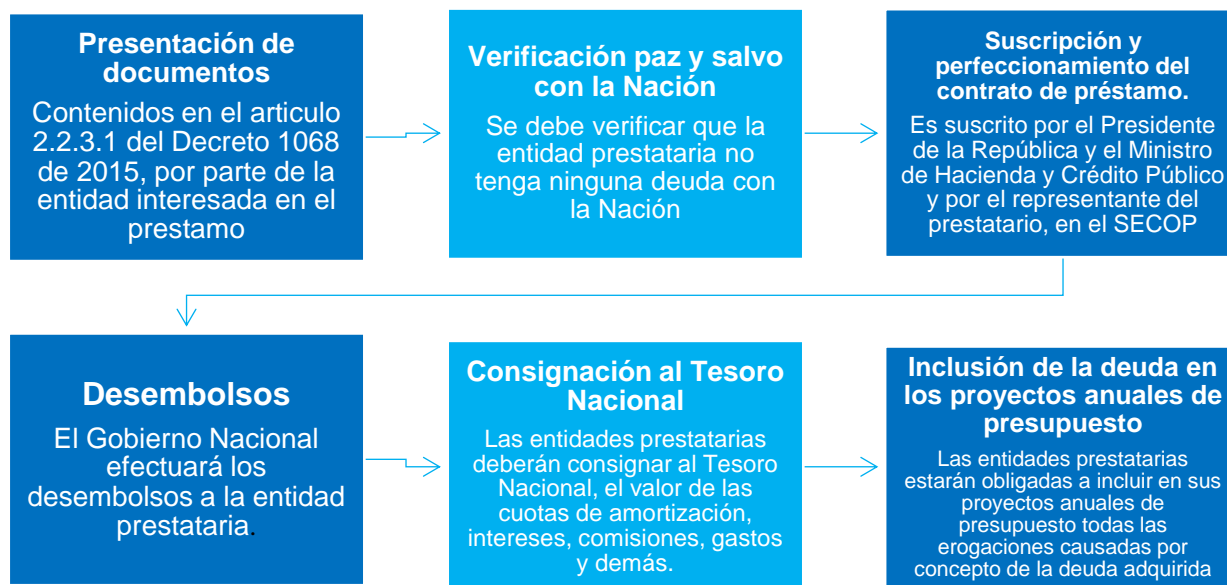 Presentación de
documentos
Contenidos en el articulo
2.2.3.1 del Decreto 1068
de 2015, por parte de la
entidad interesada en el
prestamo
Verificación paz y salvo
con la Nación
Se debe verificar que la
entidad prestataria no
tenga ninguna deuda con
la Nación
Suscripción y
perfeccionamiento del
contrato de préstamo.
Es suscrito por el Presidente
de la República y el Ministro
de Hacienda y Crédito Público
y por el representante del
prestatario, en el SECOP
Desembolsos
El Gobierno Nacional
efectuará los
desembolsos a la entidad
prestataria.
Consignación al Tesoro
Nacional
Las entidades prestatarias
deberán consignar al Tesoro
Nacional, el valor de las
cuotas de amortización,
intereses, comisiones, gastos
y demás.
Inclusión de la deuda en
los proyectos anuales de
presupuesto
Las entidades prestatarias
estarán obligadas a incluir en sus
proyectos anuales de
presupuesto todas las
erogaciones causadas por
concepto de la deuda adquirida